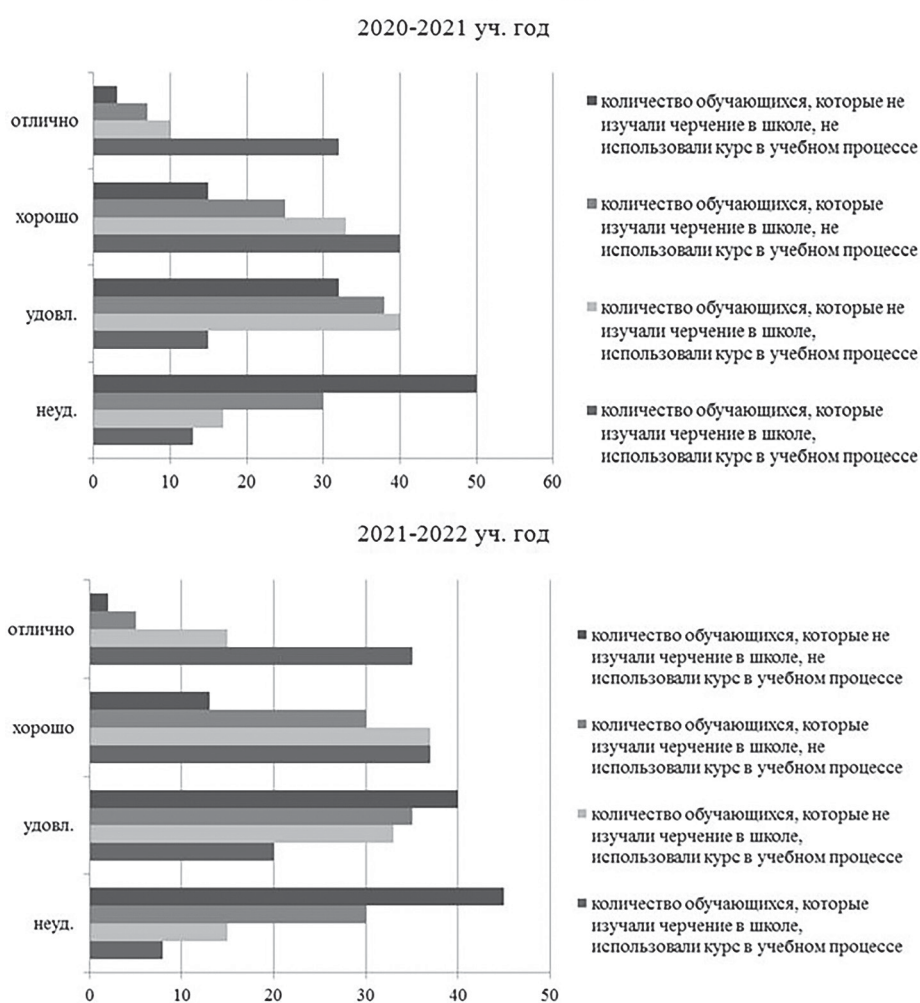 2020-2021 уч. год
отлично
хорошо
удовл.
неуд.
0 10 20 30 40 50 60
количество обучающихся, которые не
изучали черчение в школе, не
использовали курс в учебном процессе
количество обучающихся, которые
изучали черчение в школе, не
использовали курс в учебном процессе
количество обучающихся, которые не
изучали черчение в школе,
использовали курс в учебном процессе
количество обучающихся, которые
изучали черчение в школе,
использовали курс в учебном процессе
2021-2022 уч. год
отлично
хорошо
удовл.
неуд.
0 10 20 30 40 50
количество обучающихся, которые не
изучали черчение в школе, не
использовали курс в учебном процессе
количество обучающихся, которые
изучали черчение в школе, не
использовали курс в учебном процессе
количество обучающихся, которые не
изучали черчение в школе,
использовали курс в учебном процессе
количество обучающихся, которые
изучали черчение в школе,
использовали курс в учебном процессе